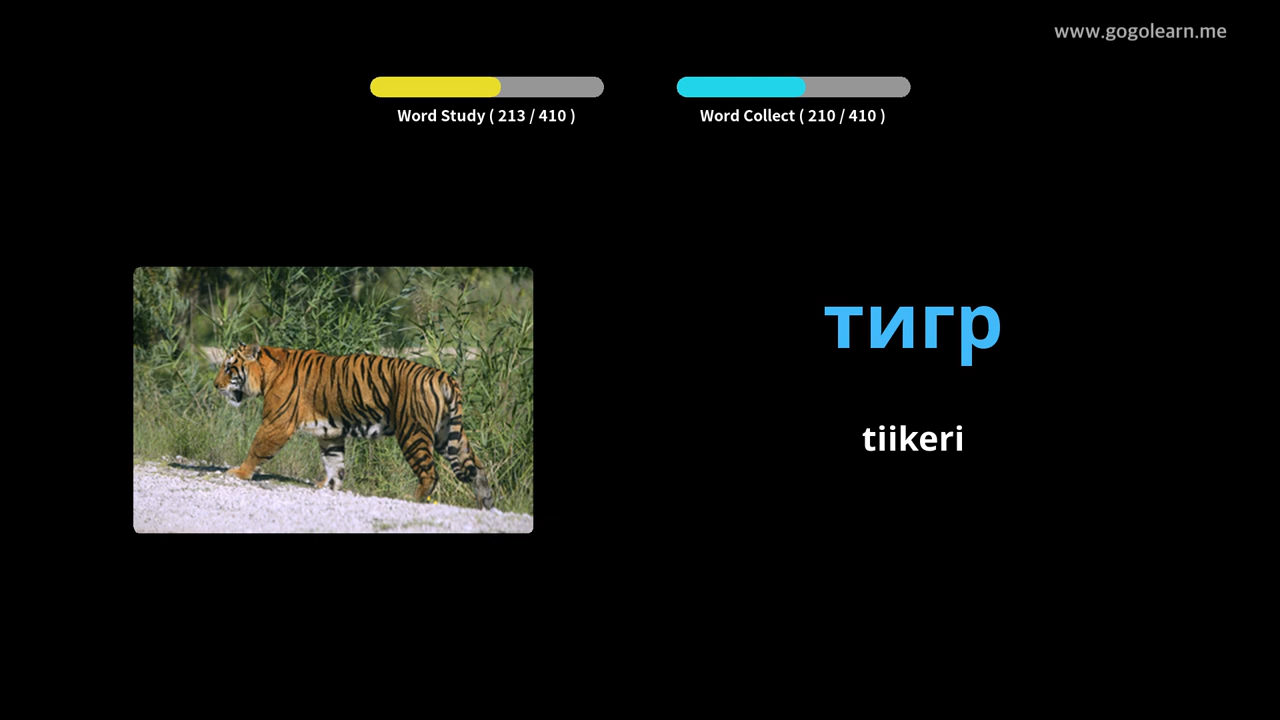 www.gogolearn.me
Word Study ( 213 / 410 )
Word Collect ( 210 / 410 )
тигр
tiikeri